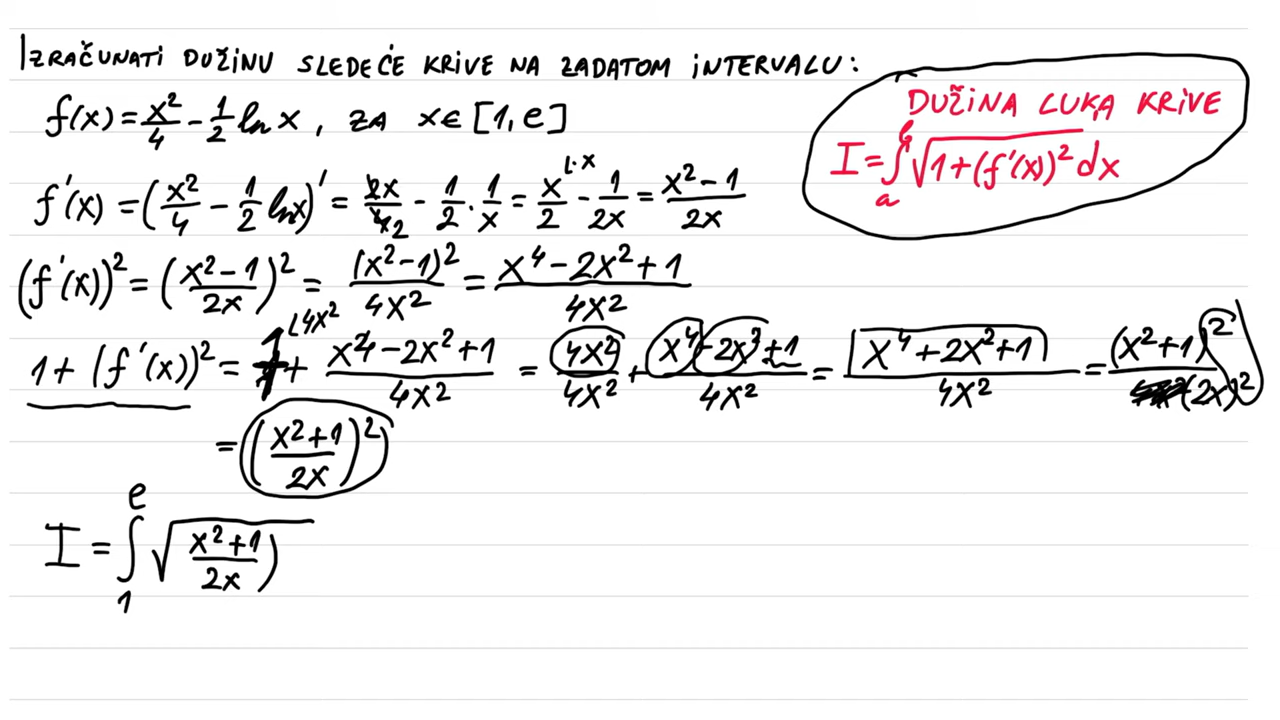 IZRAČUNATI DUŽINU SLEDEĆE KRIVE NA ZADATOM INTERVALU:
f(x) = x²/4 - 1/2 ln x, ZA x∈[1,e]
DUŽINA LUKA KRIVE
I = ∫ₐᵇ √(1+(f'(x))²) dx
f'(x) = (x²/4 - 1/2 lnx)' = 2x/4 2 - 1/2 · 1/x = x/2 - 1/2x = x²-1/2x
(f'(x))² = (x²-1/2x)² = (x²-1)²/4x² = x⁴-2x²+1/4x²
1+(f'(x))² = 1 + x⁴-2x²+1/4x² = 4x²/4x² + x⁴-2x²+1/4x² = x⁴+2x²+1/4x² = (x²+1)²/(2x)²
= (x²+1/2x)²
I = ∫₁ᵉ √(x²+1/2x)